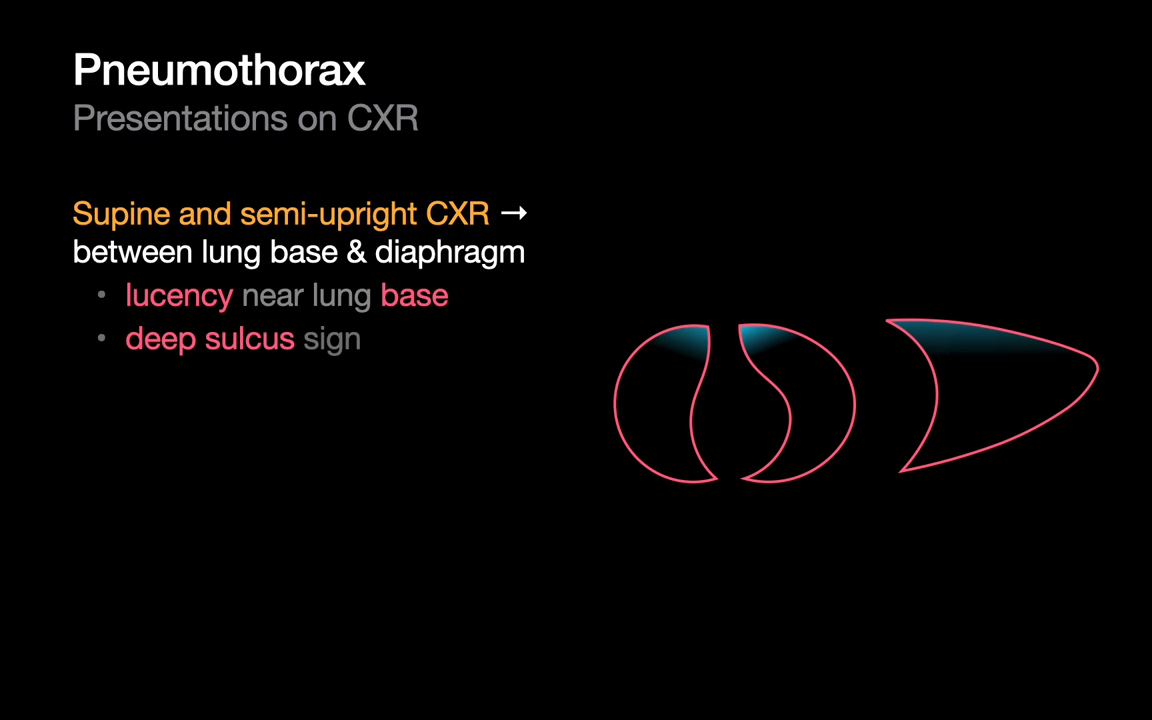 Pneumothorax
Presentations on CXR
Supine and semi-upright CXR →
between lung base & diaphragm
• lucency near lung base
• deep sulcus sign